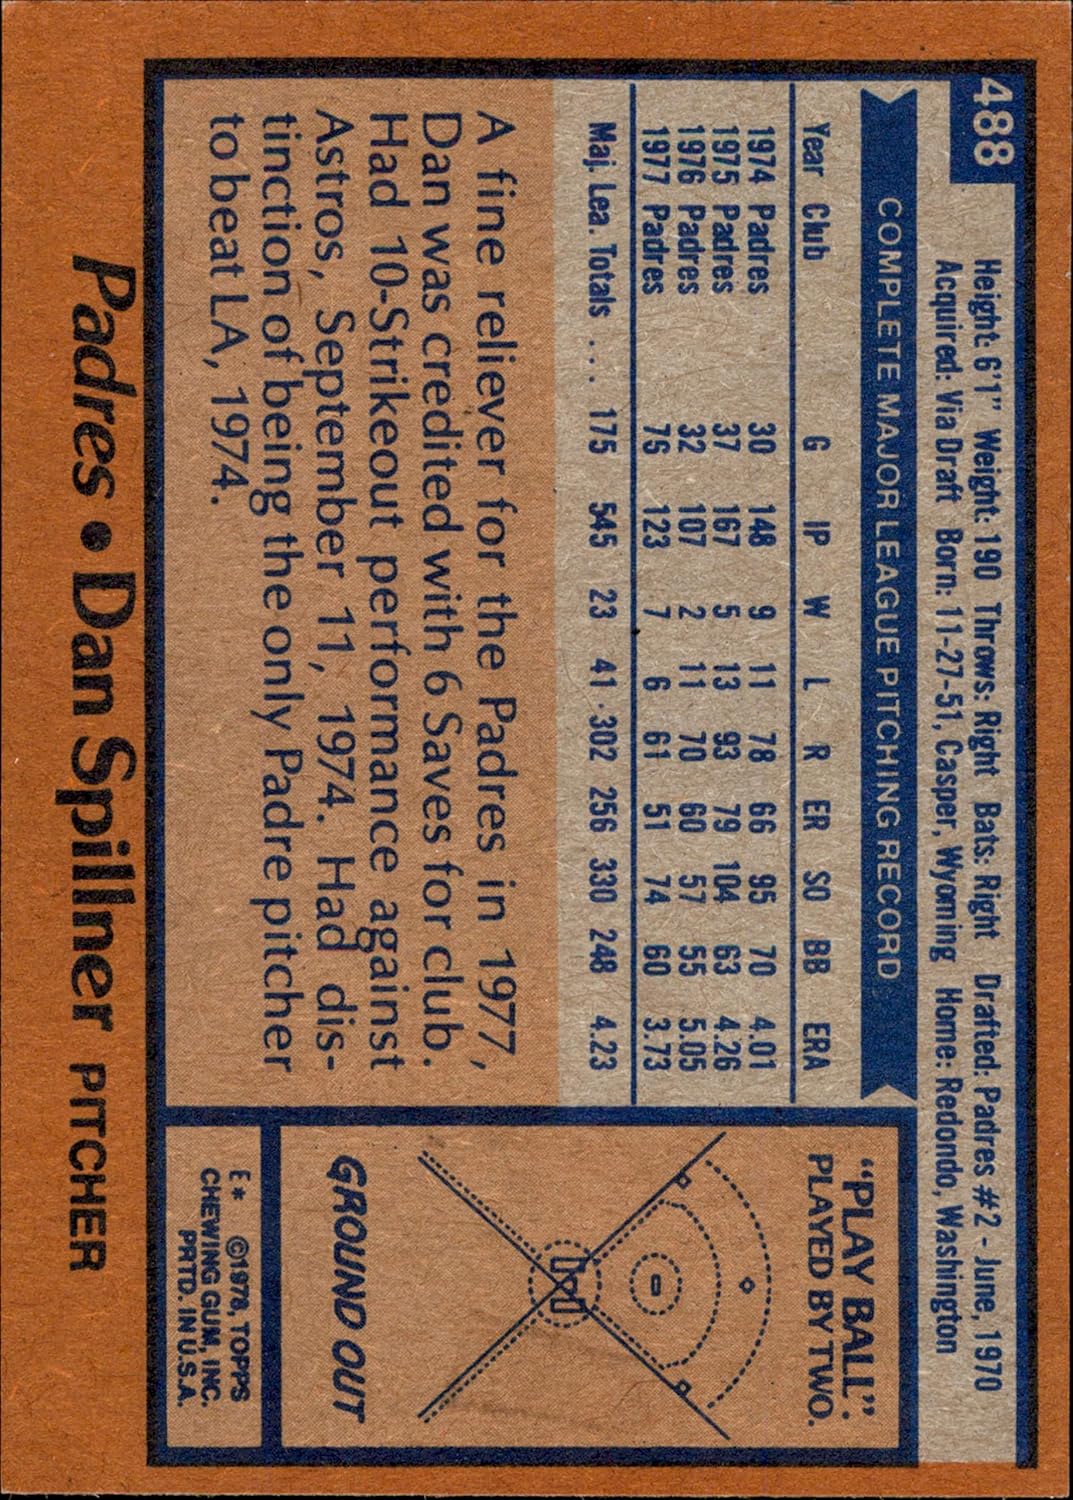 488
Height: 6'1" Weight: 190 Throws: Right Bats: Right Drafted: Padres #2 - June, 1970
Acquired: Via Draft Born: 11-27-51, Casper, Wyoming Home: Redondo, Washington
COMPLETE MAJOR LEAGUE PITCHING RECORD
Year Club G IP W L R ER SO BB ERA
1974 Padres 30 148 9 11 78 66 95 70 4.01
1975 Padres 37 167 5 13 93 79 104 63 4.26
1976 Padres 32 107 2 11 70 60 57 55 5.05
1977 Padres 76 123 7 6 61 51 74 60 3.73
Maj. Lea. Totals ... 175 545 23 41 302 256 330 248 4.23
A fine reliever for the Padres in 1977,
Dan was credited with 6 Saves for club.
Had 10-Strikeout performance against
Astros, September 11, 1974. Had dis-
tinction of being the only Padre pitcher
to beat LA, 1974.
"PLAY BALL":
PLAYED BY TWO.
GROUND OUT
E* ©1978, TOPPS
CHEWING GUM, INC.
PRTD. IN U.S.A.
Padres • Dan Spillner PITCHER